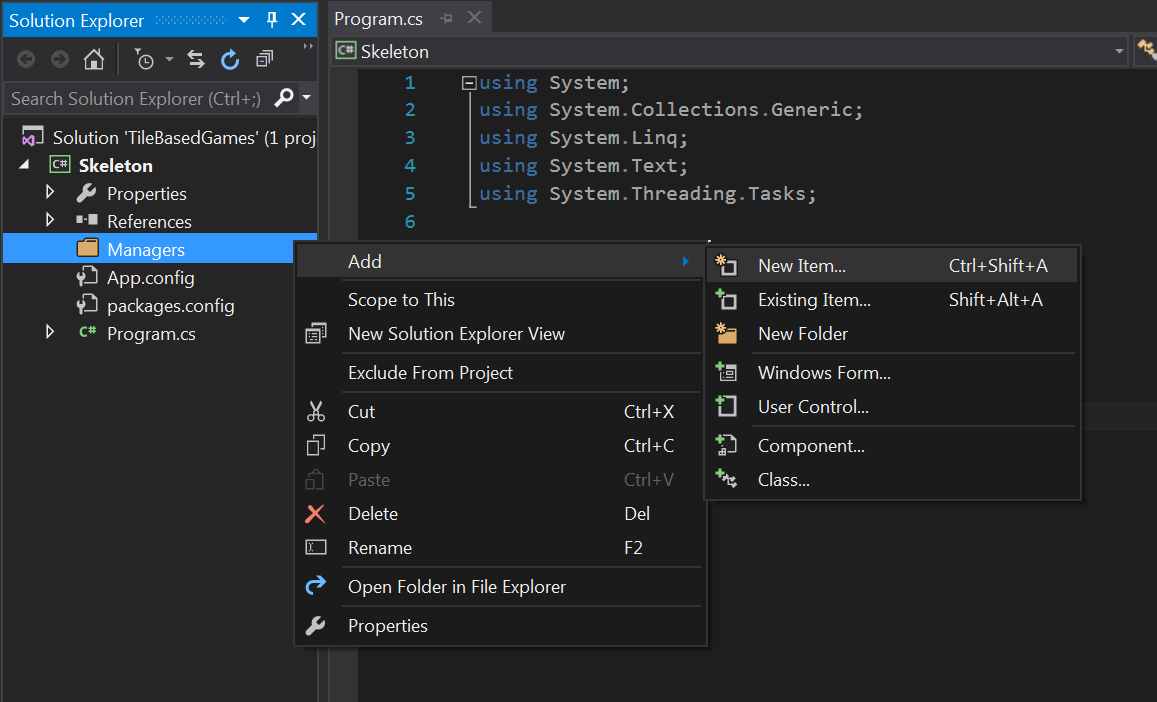 Solution Explorer
Search Solution Explorer (Ctrl+;)
Solution 'TileBasedGames' (1 proj
C# Skeleton
Properties
References
Managers
App.config
packages.config
C# Program.cs
Program.cs
C# Skeleton
1 using System;
2 using System.Collections.Generic;
3 using System.Linq;
4 using System.Text;
5 using System.Threading.Tasks;
6
Add
Scope to This
New Solution Explorer View
Exclude From Project
Cut Ctrl+X
Copy Ctrl+C
Paste Ctrl+V
Delete Del
Rename F2
Open Folder in File Explorer
Properties
New Item... Ctrl+Shift+A
Existing Item... Shift+Alt+A
New Folder
Windows Form...
User Control...
Component...
Class...